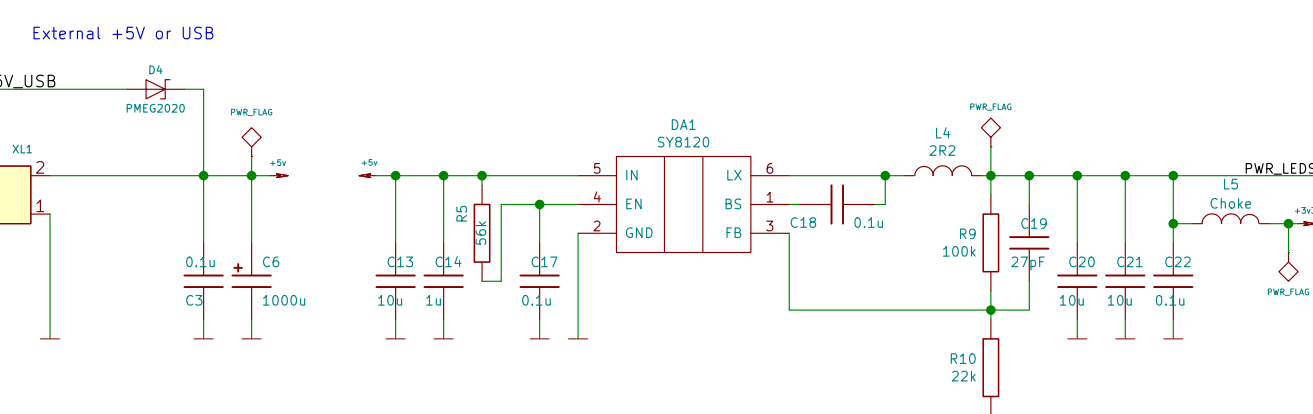 External +5V or USB
5V_USB
D4
PMEG2020
PWR_FLAG
XL1
2
+5v
1
0.1u
C3
C6
1000u
+5v
R5
56k
C13
10u
C14
1u
C17
0.1u
DA1
SY8120
5
IN
4
EN
2
GND
LX
6
BS
1
FB
3
C18
0.1u
L4
2R2
PWR_FLAG
R9
100k
C19
27pF
R10
22k
C20
10u
C21
10u
C22
0.1u
PWR_LEDS
L5
Choke
+3v3
PWR_FLAG